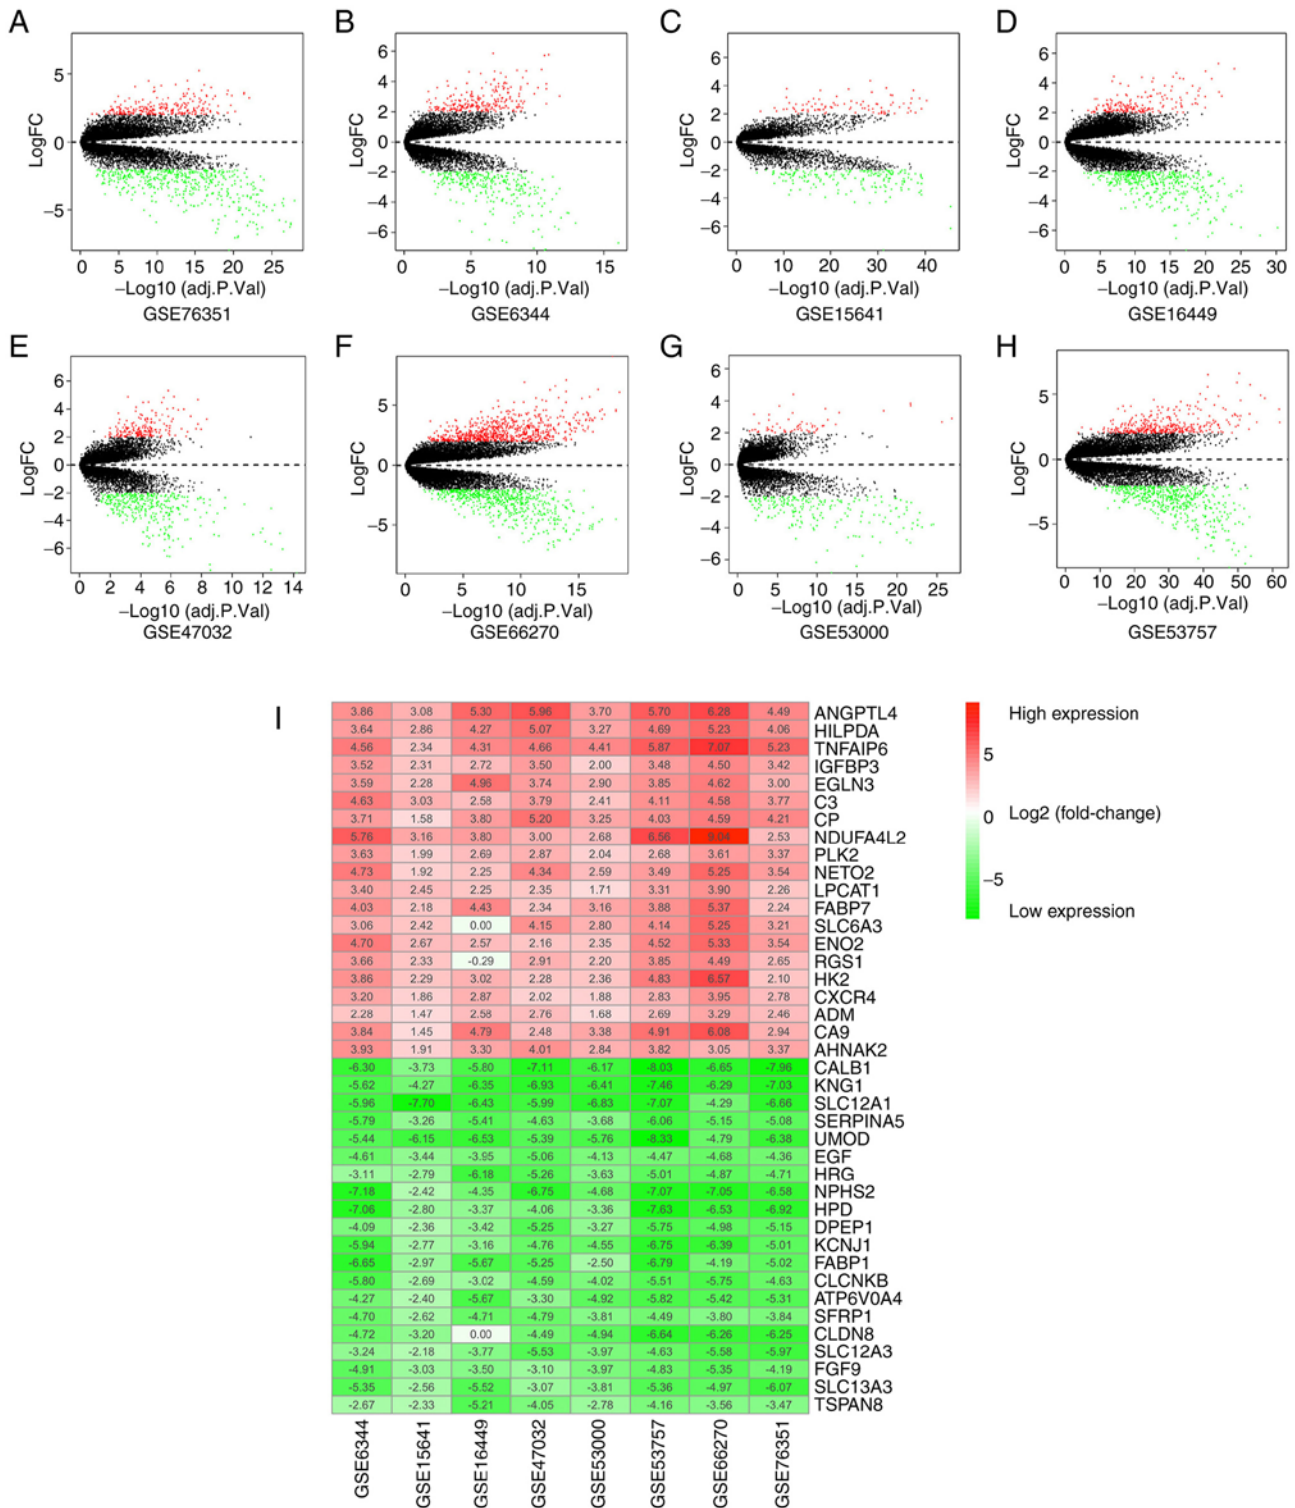 A
B
C
D
LogFC
5
0
−5
0 5 10 15 20 25
−Log10 (adj.P.Val)
GSE76351
LogFC
6
4
2
0
−2
−4
−6
0 5 10 15
−Log10 (adj.P.Val)
GSE6344
LogFC
6
4
2
0
−2
−4
−6
0 10 20 30 40
−Log10 (adj.P.Val)
GSE15641
LogFC
6
4
2
0
−2
−4
−6
0 5 10 15 20 25 30
−Log10 (adj.P.Val)
GSE16449
E
F
G
H
LogFC
6
4
2
0
−2
−4
−6
0 2 4 6 8 10 12 14
−Log10 (adj.P.Val)
GSE47032
LogFC
5
0
−5
0 5 10 15
−Log10 (adj.P.Val)
GSE66270
LogFC
6
4
2
0
−2
−4
−6
0 5 10 15 20 25
−Log10 (adj.P.Val)
GSE53000
LogFC
5
0
−5
0 10 20 30 40 50 60
−Log10 (adj.P.Val)
GSE53757
I
3.86 3.08 5.30 5.96 3.70 5.70 6.28 4.49 ANGPTL4
3.64 2.86 4.27 5.07 3.27 4.69 5.23 4.06 HILPDA
4.56 2.34 4.31 4.66 4.41 5.87 7.07 5.23 TNFAIP6
3.52 2.31 2.72 3.50 2.00 3.48 4.50 3.42 IGFBP3
3.59 2.28 4.96 3.74 2.90 3.85 4.62 3.00 EGLN3
4.63 3.03 2.58 3.79 2.41 4.11 4.58 3.77 C3
3.71 1.58 3.80 5.20 3.25 4.03 4.59 4.21 CP
5.76 3.16 3.80 3.00 2.68 6.56 9.04 2.53 NDUFA4L2
3.63 1.99 2.69 2.87 2.04 2.68 3.61 3.37 PLK2
4.73 1.92 2.25 4.34 2.59 3.49 5.25 3.54 NETO2
3.40 2.45 2.25 2.35 1.71 3.31 3.90 2.26 LPCAT1
4.03 2.18 4.43 2.34 3.16 3.88 5.37 2.24 FABP7
3.06 2.42 0.00 4.15 2.80 4.14 5.25 3.21 SLC6A3
4.70 2.67 2.57 2.16 2.35 4.52 5.33 3.54 ENO2
3.66 2.33 -0.29 2.91 2.20 3.85 4.49 2.65 RGS1
3.86 2.29 3.02 2.28 2.36 4.83 6.57 2.10 HK2
3.20 1.86 2.87 2.02 1.88 2.83 3.95 2.78 CXCR4
2.28 1.47 2.58 2.76 1.68 2.69 3.29 2.46 ADM
3.84 1.45 4.79 2.48 3.38 4.91 6.08 2.94 CA9
3.93 1.91 3.30 4.01 2.84 3.82 3.05 3.37 AHNAK2
-6.30 -3.73 -5.80 -7.11 -6.17 -8.03 -6.65 -7.96 CALB1
-5.62 -4.27 -6.35 -6.93 -6.41 -7.46 -6.29 -7.03 KNG1
-5.96 -7.70 -6.43 -5.99 -6.83 -7.07 -4.29 -6.66 SLC12A1
-5.79 -3.26 -5.41 -4.63 -3.68 -6.06 -5.15 -5.08 SERPINA5
-5.44 -6.15 -6.53 -5.39 -5.76 -8.33 -4.79 -6.38 UMOD
-4.61 -3.44 -3.95 -5.06 -4.13 -4.47 -4.68 -4.36 EGF
-3.11 -2.79 -6.18 -5.26 -3.63 -5.01 -4.87 -4.71 HRG
-7.18 -2.42 -4.35 -6.75 -4.68 -7.07 -7.05 -6.58 NPHS2
-7.06 -2.80 -3.37 -4.06 -3.36 -7.63 -6.53 -6.92 HPD
-4.09 -2.36 -3.42 -5.25 -3.27 -5.75 -4.98 -5.15 DPEP1
-5.94 -2.77 -3.16 -4.76 -4.55 -6.75 -6.39 -5.01 KCNJ1
-6.65 -2.97 -5.67 -5.25 -2.50 -6.79 -4.19 -5.02 FABP1
-5.80 -2.69 -3.02 -4.59 -4.02 -5.51 -5.75 -4.63 CLCNKB
-4.27 -2.40 -5.67 -3.30 -4.92 -5.82 -5.42 -5.31 ATP6V0A4
-4.70 -2.62 -4.71 -4.79 -3.81 -4.49 -3.80 -3.84 SFRP1
-4.72 -3.20 0.00 -4.49 -4.94 -6.64 -6.26 -6.25 CLDN8
-3.24 -2.18 -3.77 -5.53 -3.97 -4.63 -5.58 -5.97 SLC12A3
-4.91 -3.03 -3.50 -3.10 -3.97 -4.83 -5.35 -4.19 FGF9
-5.35 -2.56 -5.52 -3.07 -3.81 -5.36 -4.97 -6.07 SLC13A3
-2.67 -2.33 -5.21 -4.05 -2.78 -4.16 -3.56 -3.47 TSPAN8
GSE6344 GSE15641 GSE16449 GSE47032 GSE53000 GSE53757 GSE66270 GSE76351
High expression
5
0 Log2 (fold-change)
−5
Low expression